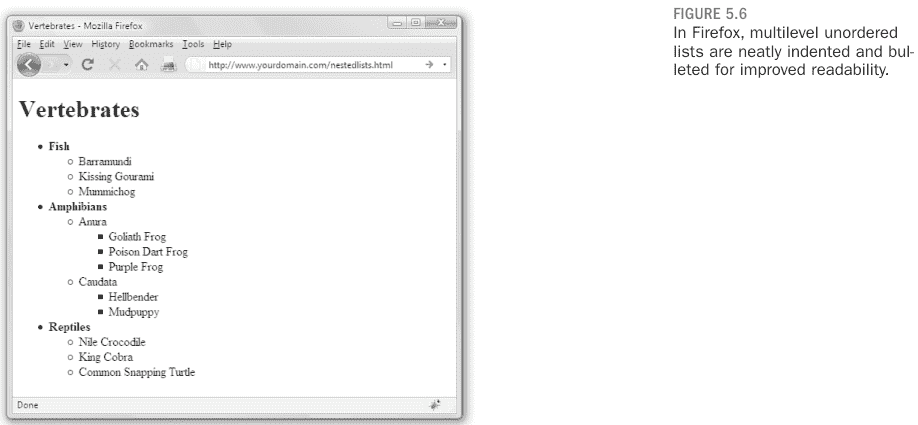 Vertebrates - Mozilla Firefox
File Edit View History Bookmarks Tools Help
http://www.yourdomain.com/nestedlists.html
Vertebrates
Fish
Barramundi
Kissing Gourami
Mummichog
Amphibians
Anura
Goliath Frog
Poison Dart Frog
Purple Frog
Caudata
Hellbender
Mudpuppy
Reptiles
Nile Crocodile
King Cobra
Common Snapping Turtle
Done
FIGURE 5.6
In Firefox, multilevel unordered
lists are neatly indented and bul-
leted for improved readability.